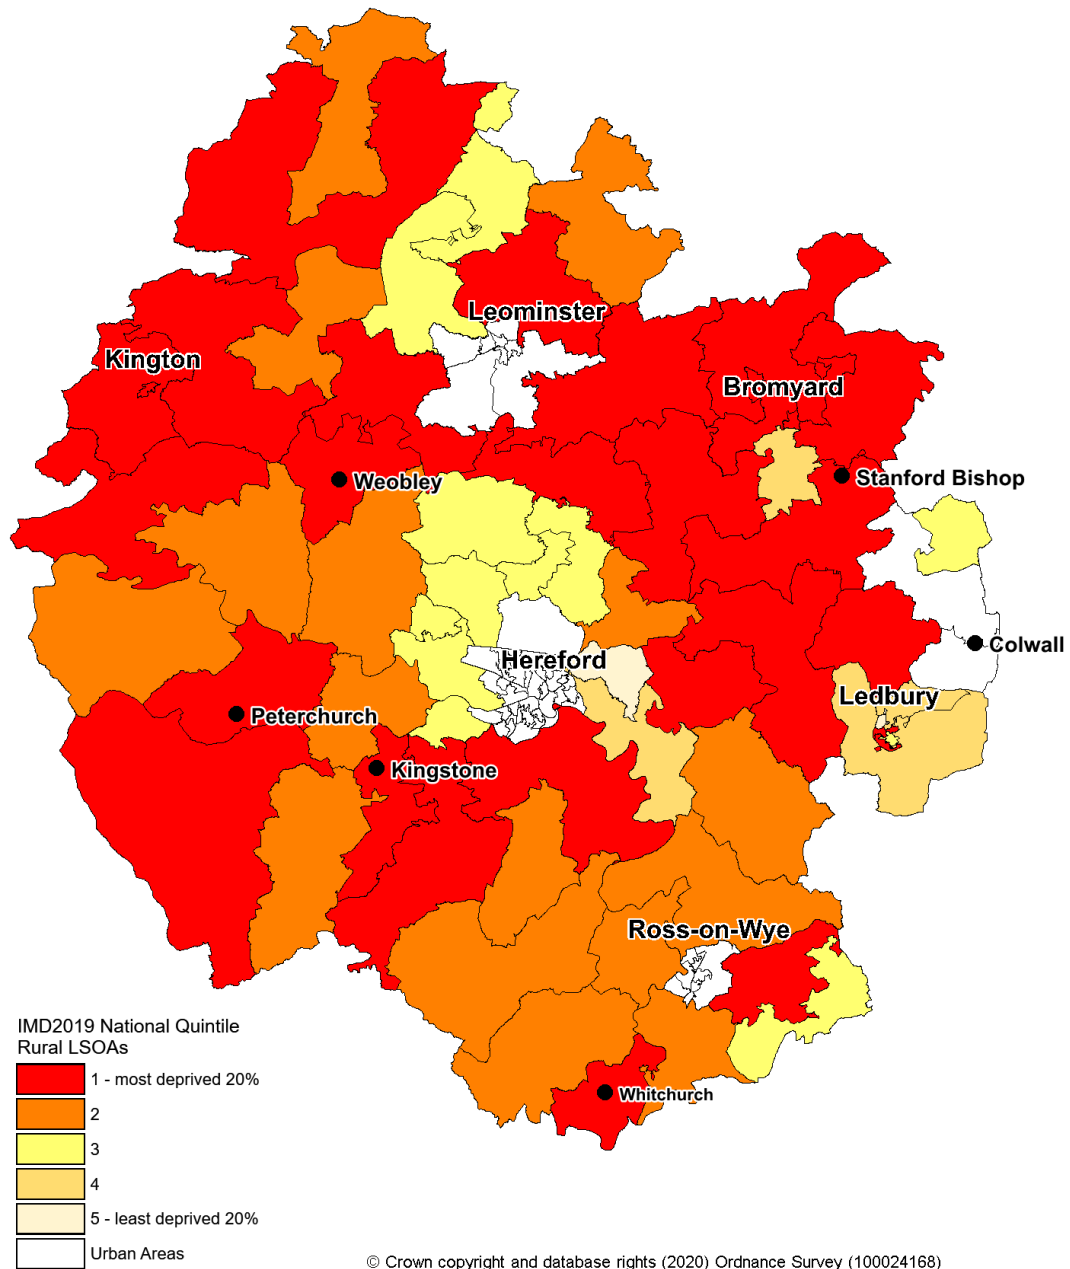 Leominster
Kington
Bromyard
Weobley
Stanford Bishop
Colwall
Hereford
Ledbury
Peterchurch
Kingstone
Ross-on-Wye
Whitchurch
IMD2019 National Quintile
Rural LSOAs
1 - most deprived 20%
2
3
4
5 - least deprived 20%
Urban Areas
© Crown copyright and database rights (2020) Ordnance Survey (100024168)